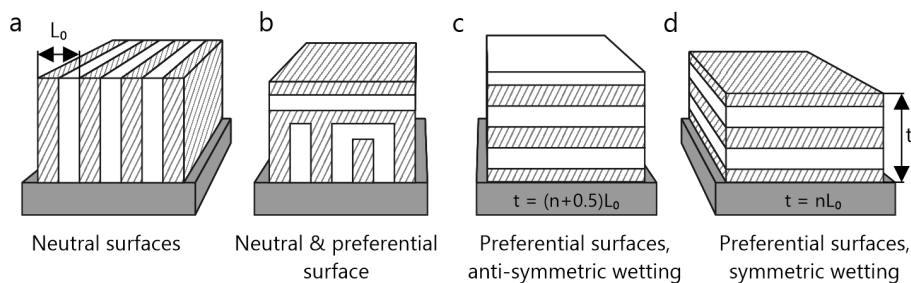 a
b
c
d
L₀
t
t = (n+0.5)L₀
t = nL₀
Neutral surfaces
Neutral & preferential
surface
Preferential surfaces,
anti-symmetric wetting
Preferential surfaces,
symmetric wetting